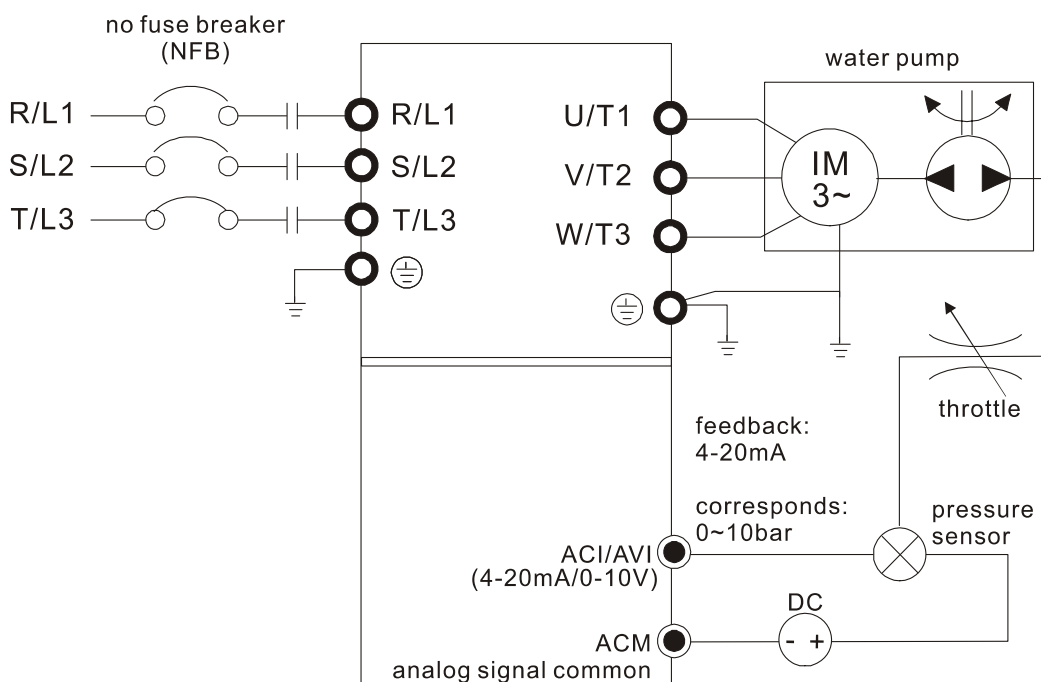 no fuse breaker
(NFB)
water pump
R/L1
R/L1
U/T1
S/L2
S/L2
V/T2
IM
3~
T/L3
T/L3
W/T3
throttle
feedback:
4-20mA
corresponds:
0~10bar
pressure
sensor
ACI/AVI
(4-20mA/0-10V)
DC
- +
ACM
analog signal common